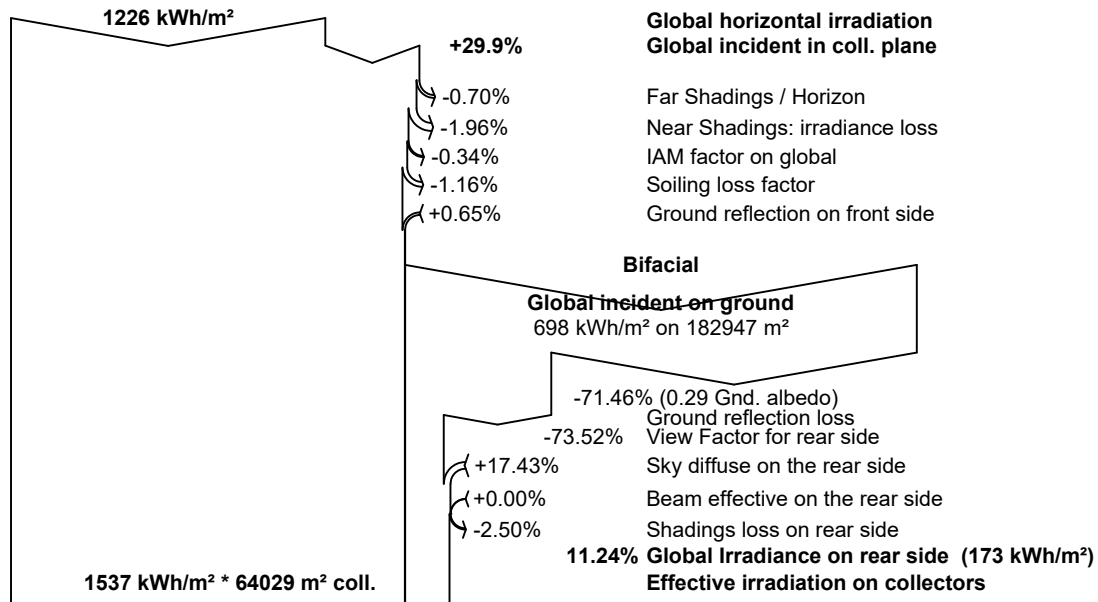 1226 kWh/m² Global horizontal irradiation
+29.9% Global incident in coll. plane
-0.70% Far Shadings / Horizon
-1.96% Near Shadings: irradiance loss
-0.34% IAM factor on global
-1.16% Soiling loss factor
+0.65% Ground reflection on front side
Bifacial
Global incident on ground
698 kWh/m² on 182947 m²
-71.46% (0.29 Gnd. albedo)
Ground reflection loss
-73.52% View Factor for rear side
+17.43% Sky diffuse on the rear side
+0.00% Beam effective on the rear side
-2.50% Shadings loss on rear side
11.24% Global Irradiance on rear side (173 kWh/m²)
1537 kWh/m² * 64029 m² coll. Effective irradiation on collectors